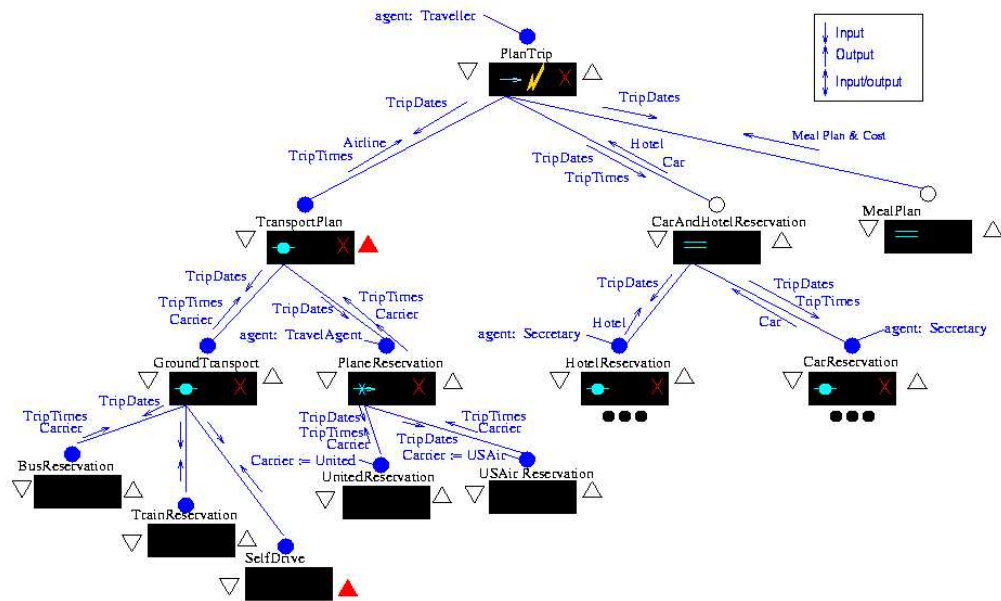 agent: Traveller
PlanTrip
Input
Output
Input/output
TripDates
TripDates
Airline
TripTimes
Hotel
Meal Plan & Cost
TripDates
Car
TripTimes
TransportPlan
CarAndHotelReservation
MealPlan
TripDates
TripTimes
Carrier
TripDates
TripTimes
Carrier
TripDates
TripDates
TripTimes
agent: TravelAgent
agent: Secretary
Hotel
Car
agent: Secretary
GroundTransport
PlaneReservation
HotelReservation
CarReservation
TripDates
TripTimes
Carrier
TripDates
TripTimes
Carrier
TripTimes
Carrier
TripDates
Carrier := United
Carrier := USAir
BusReservation
UnitedReservation
USAir Reservation
TrainReservation
SelfDrive